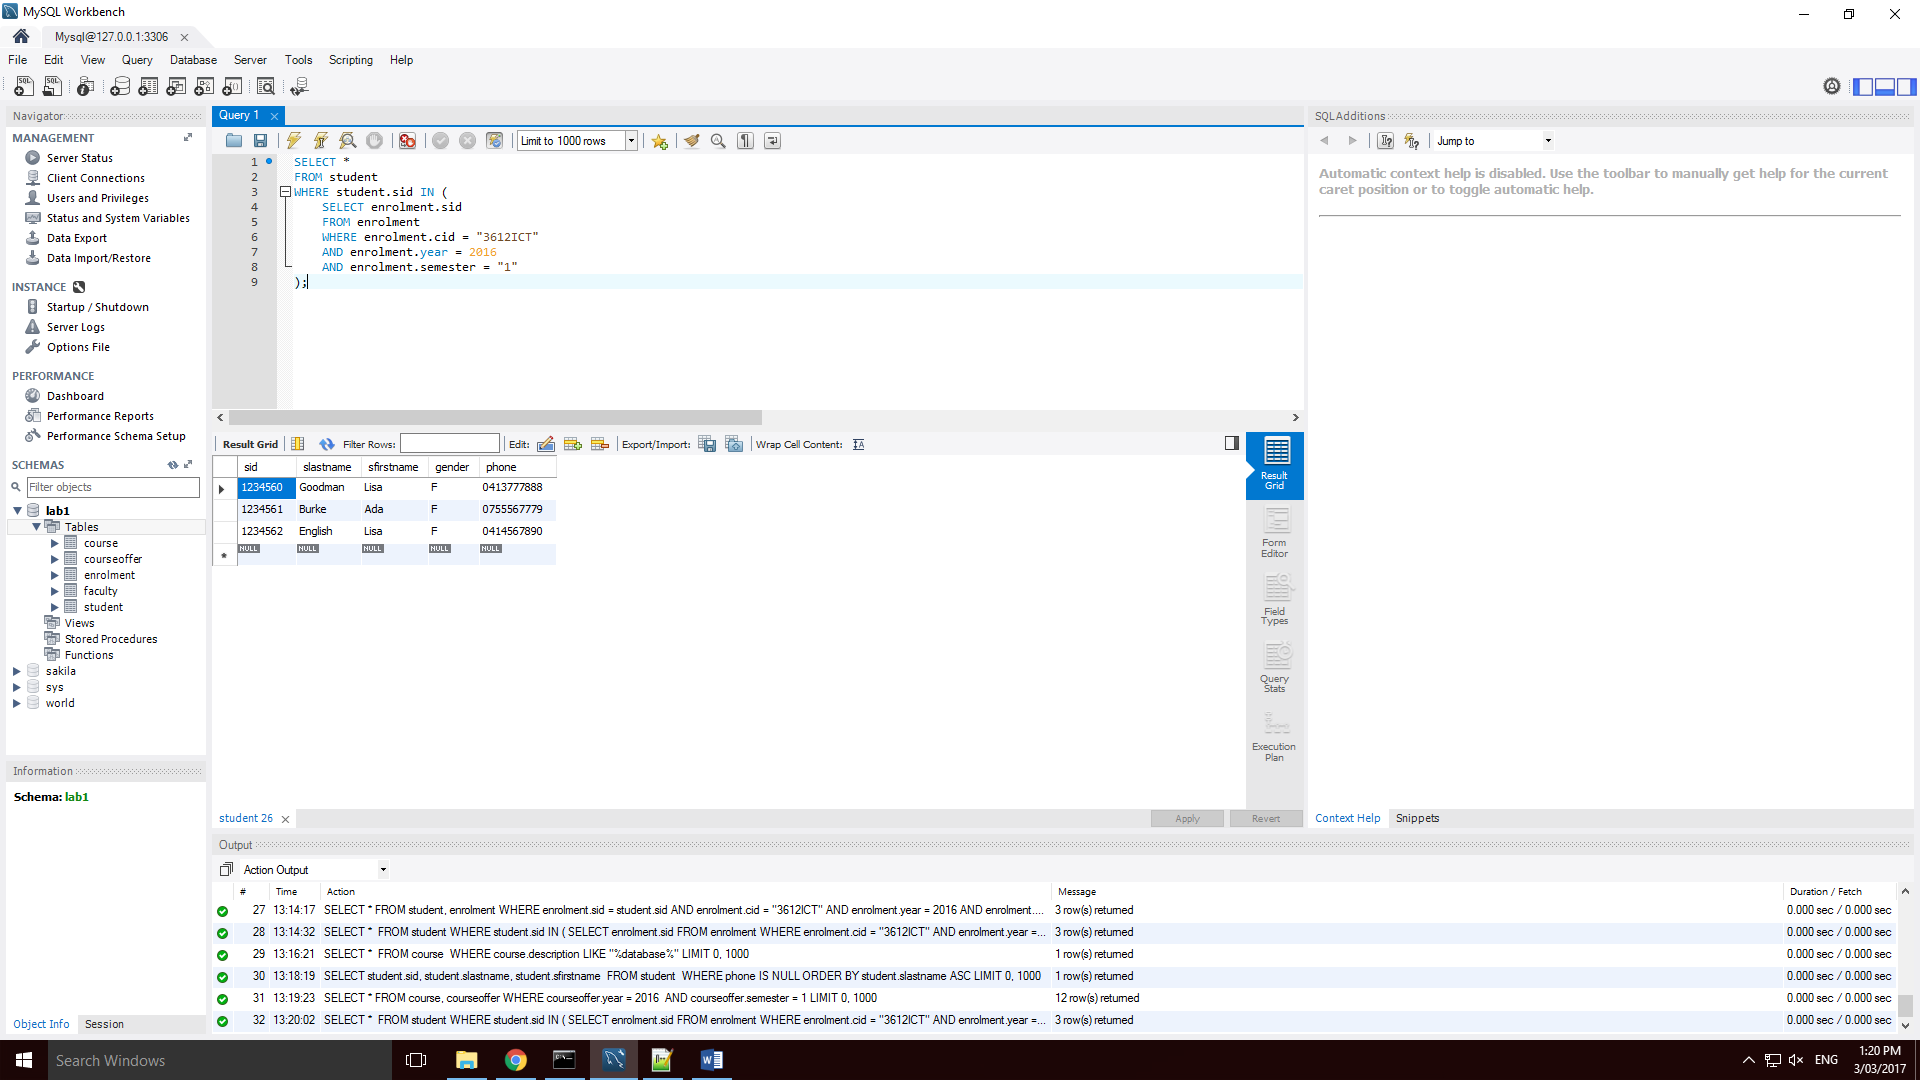 MySQL Workbench
Mysql@127.0.0.1:3306
File Edit View Query Database Server Tools Scripting Help
Navigator
MANAGEMENT
Server Status
Client Connections
Users and Privileges
Status and System Variables
Data Export
Data Import/Restore
INSTANCE
Startup / Shutdown
Server Logs
Options File
PERFORMANCE
Dashboard
Performance Reports
Performance Schema Setup
SCHEMAS
Filter objects
lab1
Tables
course
courseoffer
enrolment
faculty
student
Views
Stored Procedures
Functions
sakila
sys
world
Information
Schema: lab1
Object Info Session
Query 1
Limit to 1000 rows
1 SELECT *
2 FROM student
3 WHERE student.sid IN (
4 SELECT enrolment.sid
5 FROM enrolment
6 WHERE enrolment.cid = "3612ICT"
7 AND enrolment.year = 2016
8 AND enrolment.semester = "1"
9 );
Result Grid Filter Rows: Edit: Export/Import: Wrap Cell Content:
sid slastname sfirstname gender phone
1234560 Goodman Lisa F 0413777888
1234561 Burke Ada F 0755567779
1234562 English Lisa F 0414567890
* NULL NULL NULL NULL NULL
Result Grid
Form Editor
Field Types
Query Stats
Execution Plan
student 26
Apply Revert
SQLAdditions
Jump to
Automatic context help is disabled. Use the toolbar to manually get help for the current
caret position or to toggle automatic help.
Context Help Snippets
Output
Action Output
# Time Action Message Duration / Fetch
27 13:14:17 SELECT * FROM student, enrolment WHERE enrolment.sid = student.sid AND enrolment.cid = "3612ICT" AND enrolment.year = 2016 AND enrolment.... 3 row(s) returned 0.000 sec / 0.000 sec
28 13:14:32 SELECT * FROM student WHERE student.sid IN ( SELECT enrolment.sid FROM enrolment WHERE enrolment.cid = "3612ICT" AND enrolment.year =... 3 row(s) returned 0.000 sec / 0.000 sec
29 13:16:21 SELECT * FROM course WHERE course.description LIKE "%database%" LIMIT 0, 1000 1 row(s) returned 0.000 sec / 0.000 sec
30 13:18:19 SELECT student.sid, student.slastname, student.sfirstname FROM student WHERE phone IS NULL ORDER BY student.slastname ASC LIMIT 0, 1000 1 row(s) returned 0.000 sec / 0.000 sec
31 13:19:23 SELECT * FROM course, courseoffer WHERE courseoffer.year = 2016 AND courseoffer.semester = 1 LIMIT 0, 1000 12 row(s) returned 0.000 sec / 0.000 sec
32 13:20:02 SELECT * FROM student WHERE student.sid IN ( SELECT enrolment.sid FROM enrolment WHERE enrolment.cid = "3612ICT" AND enrolment.year =... 3 row(s) returned 0.000 sec / 0.000 sec
Search Windows
ENG
1:20 PM
3/03/2017